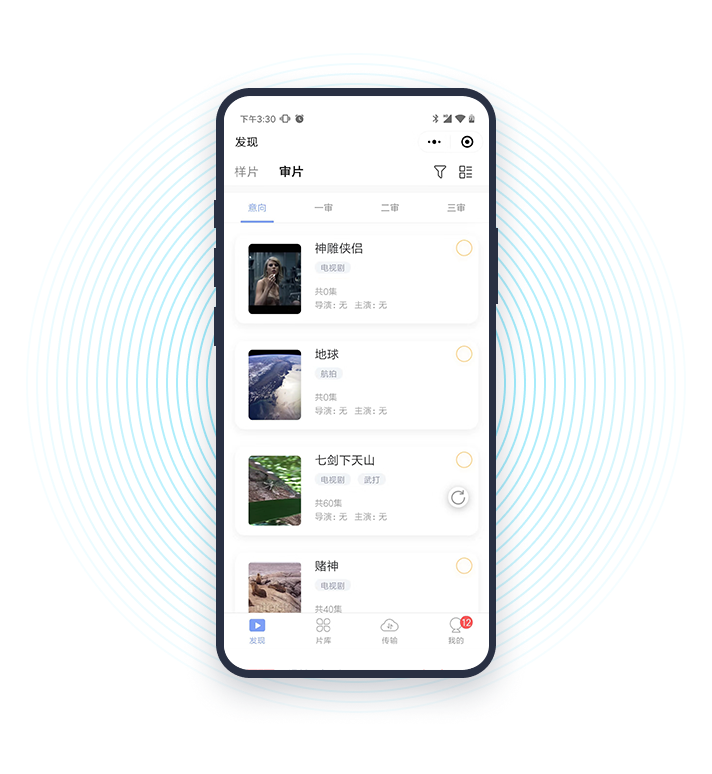 下午3:30
发现
样片 审片
意向 一审 二审 三审
神雕侠侣
电视剧
共0集
导演：无 主演：无
地球
航拍
共0集
导演：无 主演：无
七剑下天山
电视剧 武打
共60集
导演：无 主演：无
赌神
电视剧
共40集
12
发现 片库 传输 我的